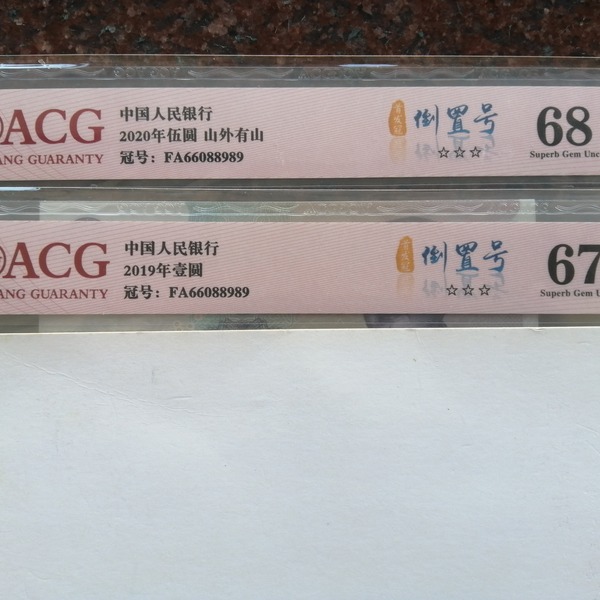 ACG
ANG GUARANTY
中国人民银行
2020年伍圆 山外有山
冠号：FA66088989
倒置号
☆☆☆
68
Superb Gem Unc
ACG
ANG GUARANTY
中国人民银行
2019年壹圆
冠号：FA66088989
倒置号
☆☆☆
67
Superb Gem U